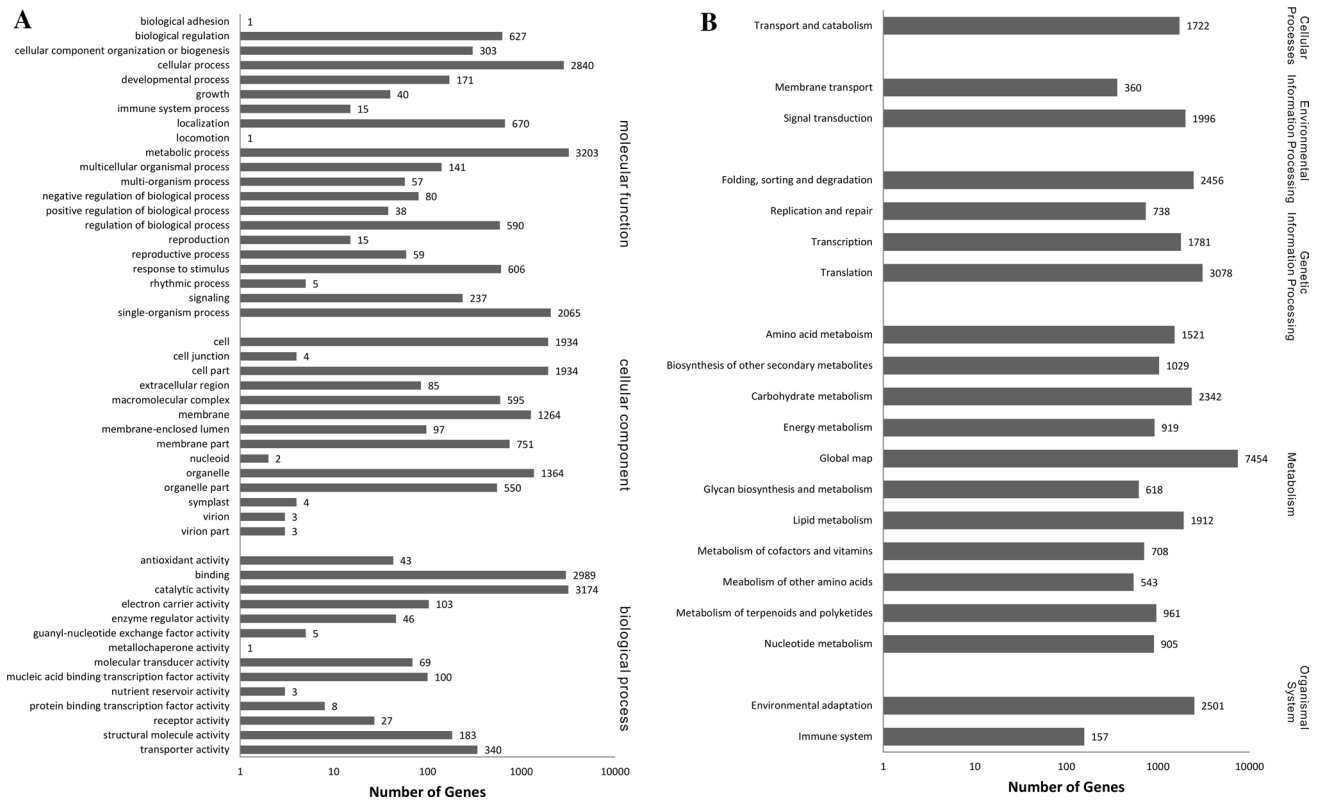 A
biological adhesion 1
biological regulation 627
cellular component organization or biogenesis 303
cellular process 2840
developmental process 171
growth 40
immune system process 15
localization 670
locomotion 1
metabolic process 3203
multicellular organismal process 141
multi-organism process 57
negative regulation of biological process 80
positive regulation of biological process 38
regulation of biological process 590
reproduction 15
reproductive process 59
response to stimulus 606
rhythmic process 5
signaling 237
single-organism process 2065
molecular function
cell 1934
cell junction 4
cell part 1934
extracellular region 85
macromolecular complex 595
membrane 1264
membrane-enclosed lumen 97
membrane part 751
nucleoid 2
organelle 1364
organelle part 550
symplast 4
virion 3
virion part 3
cellular component
antioxidant activity 43
binding 2989
catalytic activity 3174
electron carrier activity 103
enzyme regulator activity 46
guanyl-nucleotide exchange factor activity 5
metallochaperone activity 1
molecular transducer activity 69
mucleic acid binding transcription factor activity 100
nutrient reservoir activity 3
protein binding transcription factor activity 8
receptor activity 27
structural molecule activity 183
transporter activity 340
biological process
1 10 100 1000 10000
Number of Genes
B
Transport and catabolism 1722
Cellular
Processes
Membrane transport 360
Signal transduction 1996
Environmental
Information Processing
Folding, sorting and degradation 2456
Replication and repair 738
Transcription 1781
Translation 3078
Genetic
Information Processing
Amino acid metaboism 1521
Biosynthesis of other secondary metabolites 1029
Carbohydrate metabolism 2342
Energy metabolism 919
Global map 7454
Glycan biosynthesis and metabolism 618
Lipid metabolism 1912
Metabolism of cofactors and vitamins 708
Meabolism of other amino acids 543
Metabolism of terpenoids and polyketides 961
Nucleotide metabolism 905
Metabolism
Environmental adaptation 2501
Immune system 157
Organismal
System
1 10 100 1000 10000
Number of Genes